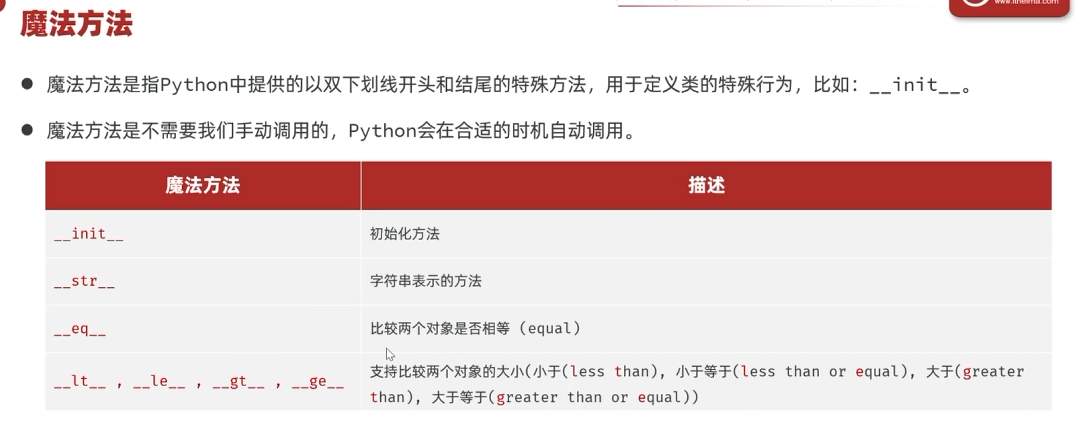 www.itheima.com
魔法方法
● 魔法方法是指Python中提供的以双下划线开头和结尾的特殊方法，用于定义类的特殊行为，比如：__init__。
● 魔法方法是不需要我们手动调用的，Python会在合适的时机自动调用。
魔法方法 描述
__init__ 初始化方法
__str__ 字符串表示的方法
__eq__ 比较两个对象是否相等 (equal)
__lt__ , __le__ , __gt__ , __ge__ 支持比较两个对象的大小(小于(less than), 小于等于(less than or equal), 大于(greater
than), 大于等于(greater than or equal))